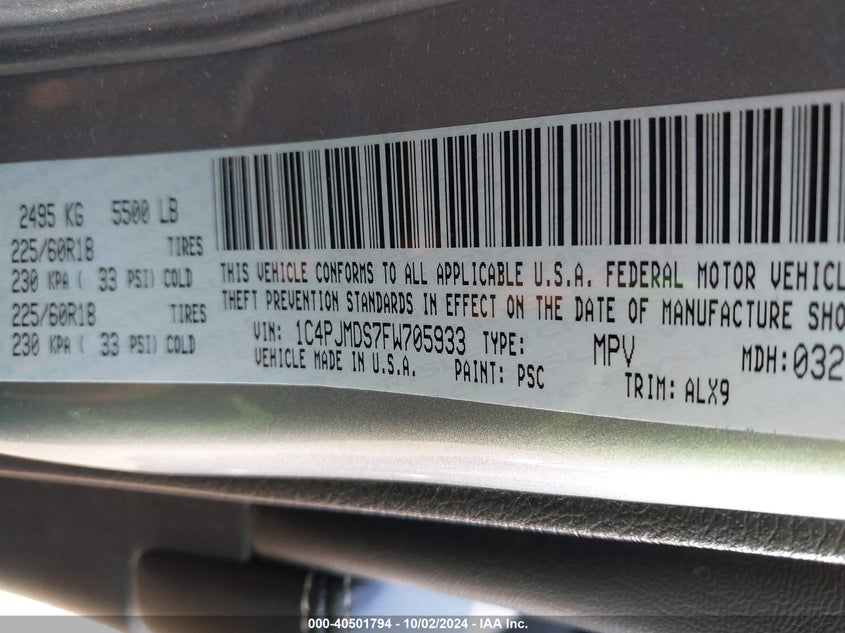 2495 KG 5500 LB
225/60R18 TIRES
230 KPA ( 33 PSI) COLD
225/60R18 TIRES
230 KPA ( 33 PSI) COLD
THIS VEHICLE CONFORMS TO ALL APPLICABLE U.S.A. FEDERAL MOTOR VEHICL
THEFT PREVENTION STANDARDS IN EFFECT ON THE DATE OF MANUFACTURE SHO
VIN: 1C4PJMDS7FW705933 TYPE: MPV MDH: 032
VEHICLE MADE IN U.S.A. PAINT: PSC TRIM: ALX9
000-40501794 - 10/02/2024 - IAA Inc.